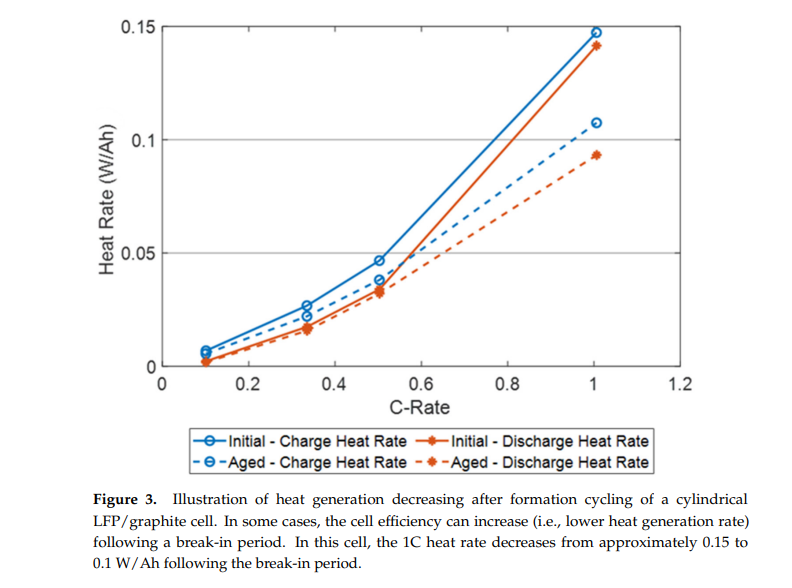 0.15
0.1
0.05
0
Heat Rate (W/Ah)
0 0.2 0.4 0.6 0.8 1 1.2
C-Rate
Initial - Charge Heat Rate Initial - Discharge Heat Rate
Aged - Charge Heat Rate Aged - Discharge Heat Rate
Figure 3. Illustration of heat generation decreasing after formation cycling of a cylindrical
LFP/graphite cell. In some cases, the cell efficiency can increase (i.e., lower heat generation rate)
following a break-in period. In this cell, the 1C heat rate decreases from approximately 0.15 to
0.1 W/Ah following the break-in period.